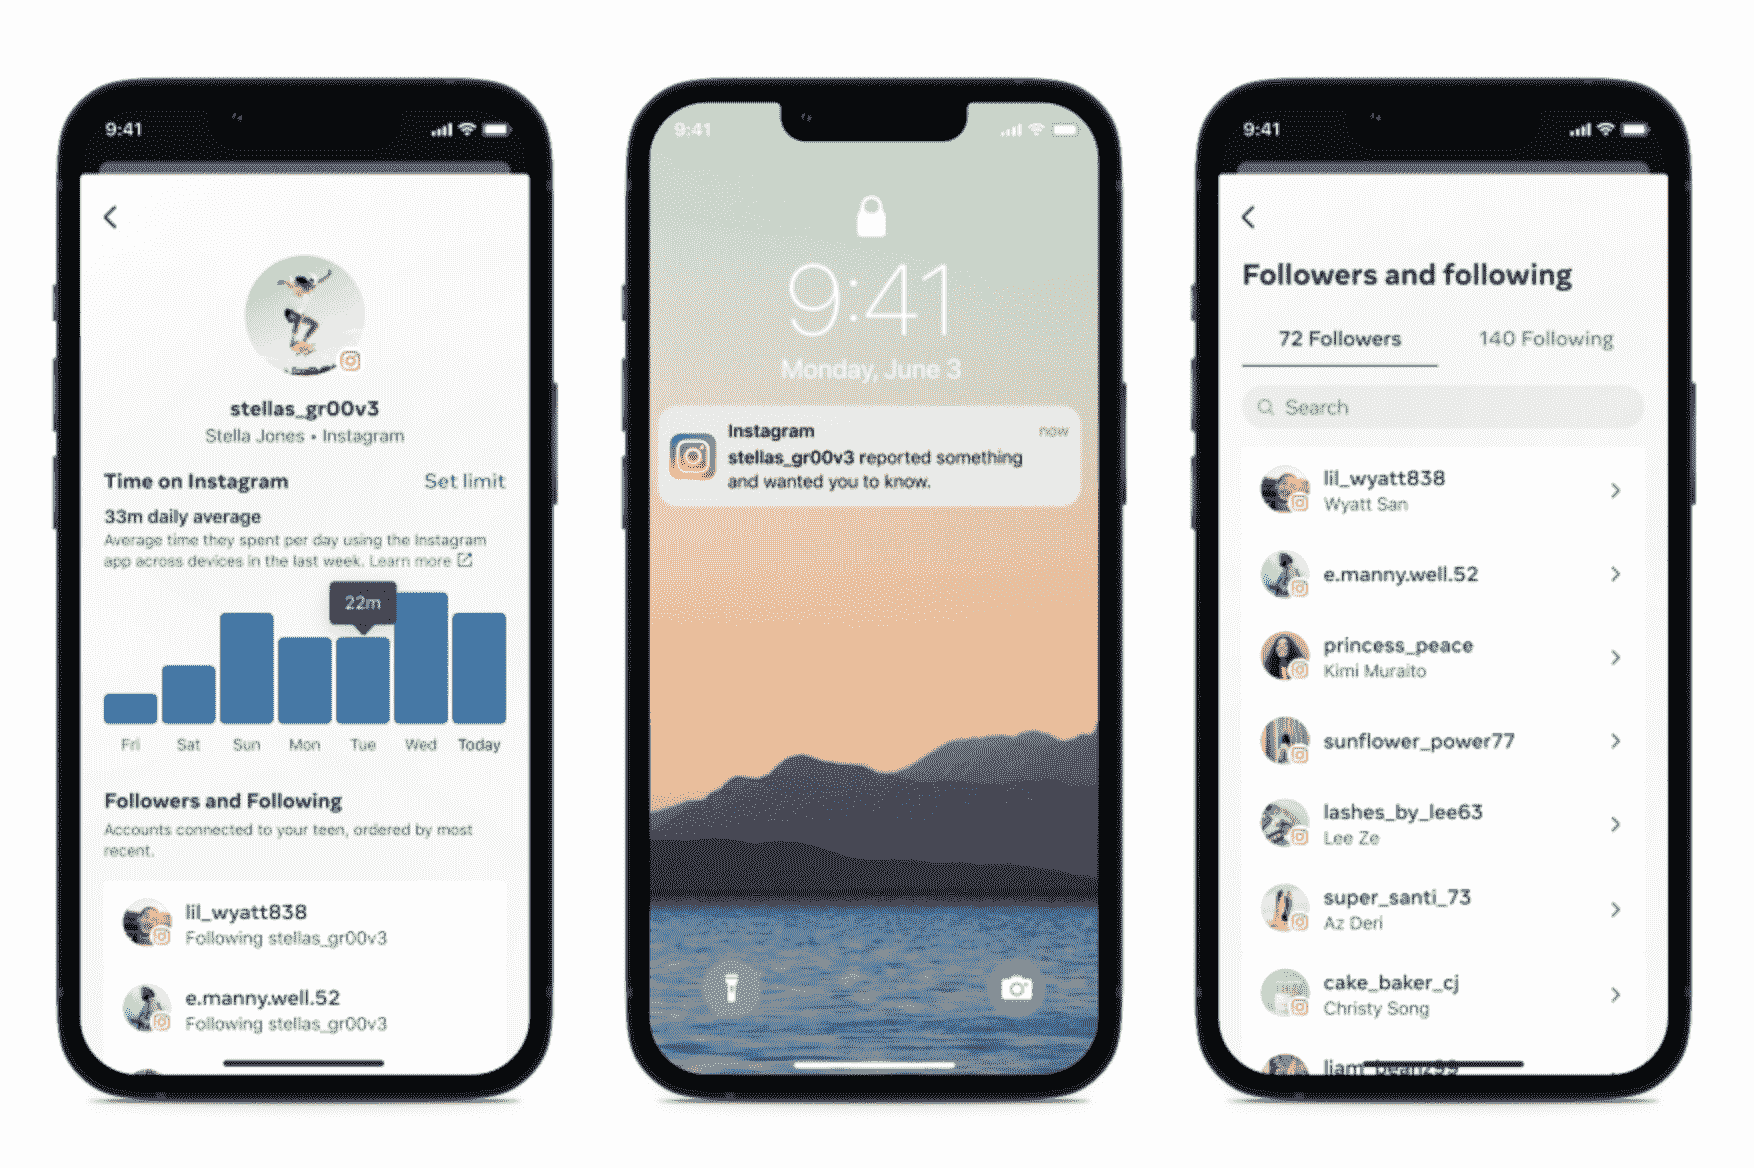 9:41
stellas_gr00v3
Stella Jones • Instagram
Time on Instagram Set limit
33m daily average
Average time they spent per day using the Instagram
app across devices in the last week. Learn more
22m
Fri Sat Sun Mon Tue Wed Today
Followers and Following
Accounts connected to your teen, ordered by most
recent.
lil_wyatt838
Following stellas_gr00v3
e.manny.well.52
Following stellas_gr00v3
9:41
9:41
Monday, June 3
Instagram now
stellas_gr00v3 reported something
and wanted you to know.
9:41
Followers and following
72 Followers 140 Following
Search
lil_wyatt838
Wyatt San
e.manny.well.52
princess_peace
Kimi Muraito
sunflower_power77
lashes_by_lee63
Lee Ze
super_santi_73
Az Deri
cake_baker_cj
Christy Song